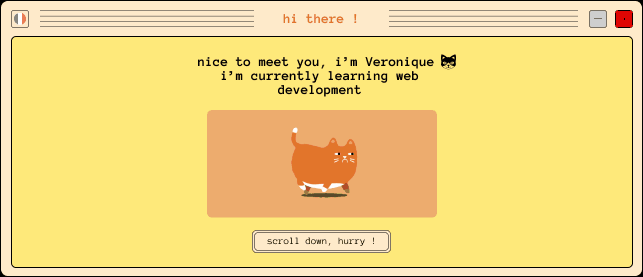 hi there !
nice to meet you, i’m Veronique
i’m currently learning web
development
scroll down, hurry !